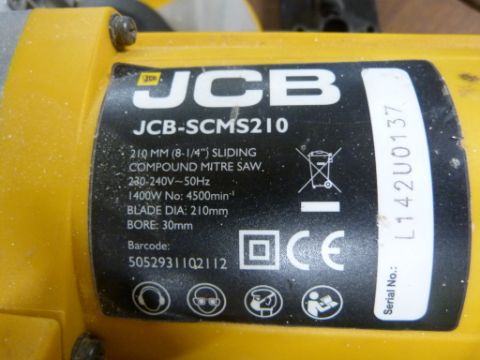 JCB
JCB
JCB-SCMS210
210 MM (8-1/4") SLIDING
COMPOUND MITRE SAW.
230-240V~50Hz
1400W No: 4500min⁻¹
BLADE DIA: 210mm
BORE: 30mm
Barcode:
5052931102112
CE
Serial No.:
L142U0137